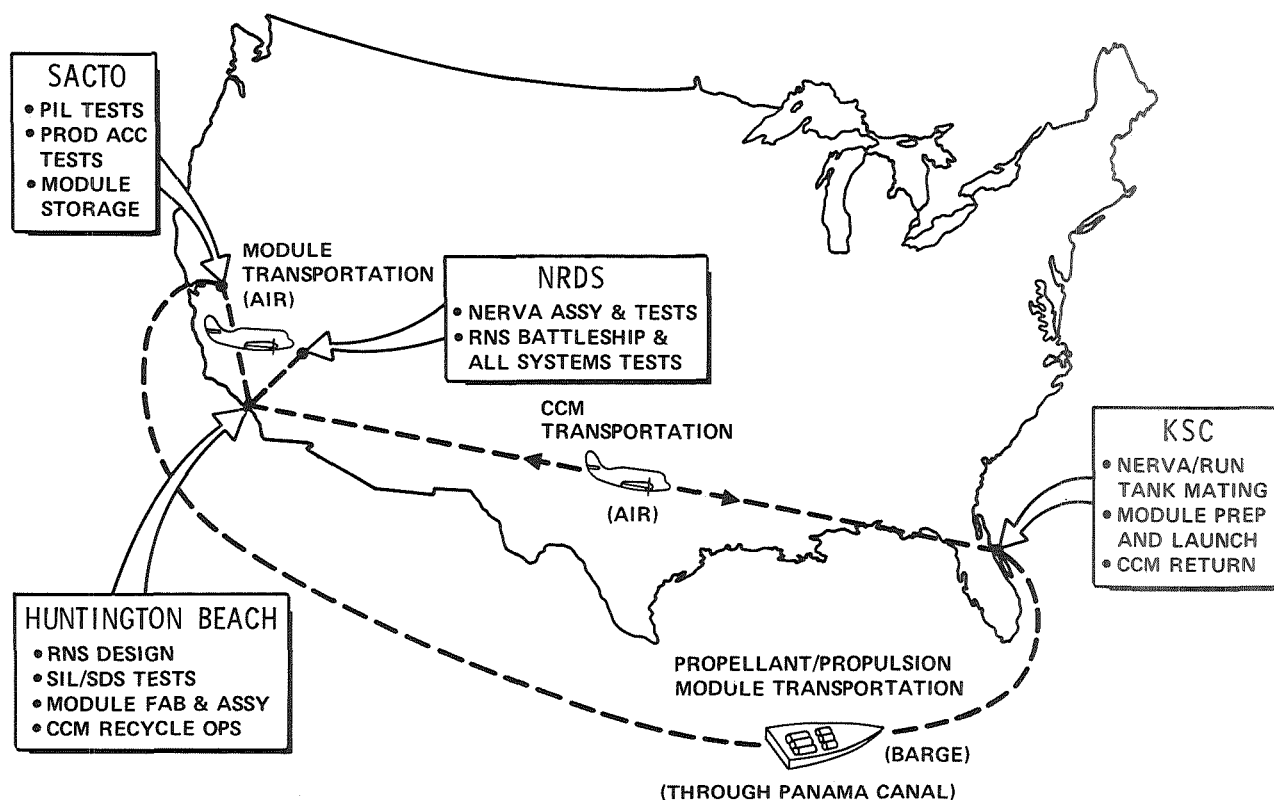 SACTO
• PIL TESTS
• PROD ACC
TESTS
• MODULE
STORAGE
MODULE
TRANSPORTATION
(AIR)
NRDS
• NERVA ASSY & TESTS
• RNS BATTLESHIP &
ALL SYSTEMS TESTS
CCM
TRANSPORTATION
(AIR)
KSC
• NERVA/RUN
TANK MATING
• MODULE PREP
AND LAUNCH
• CCM RETURN
HUNTINGTON BEACH
• RNS DESIGN
• SIL/SDS TESTS
• MODULE FAB & ASSY
• CCM RECYCLE OPS
PROPELLANT/PROPULSION
MODULE TRANSPORTATION
(BARGE)
(THROUGH PANAMA CANAL)